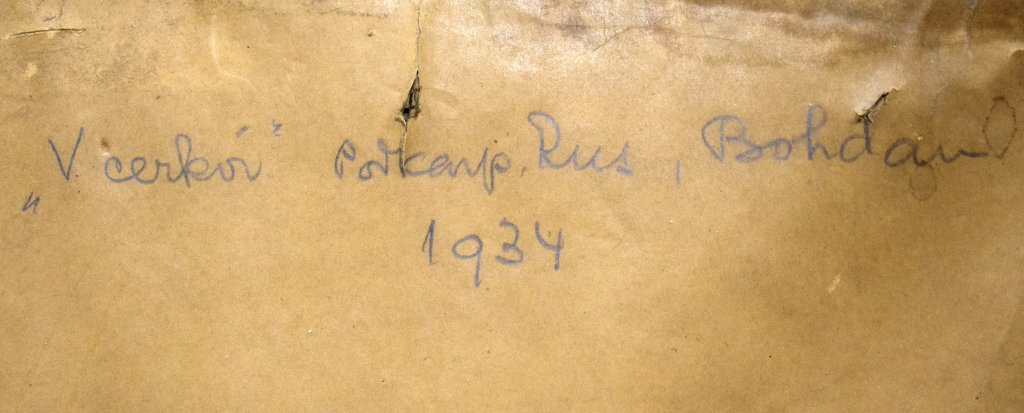 „V cerkvi” Podkarp. Rus, Bohdan
1934